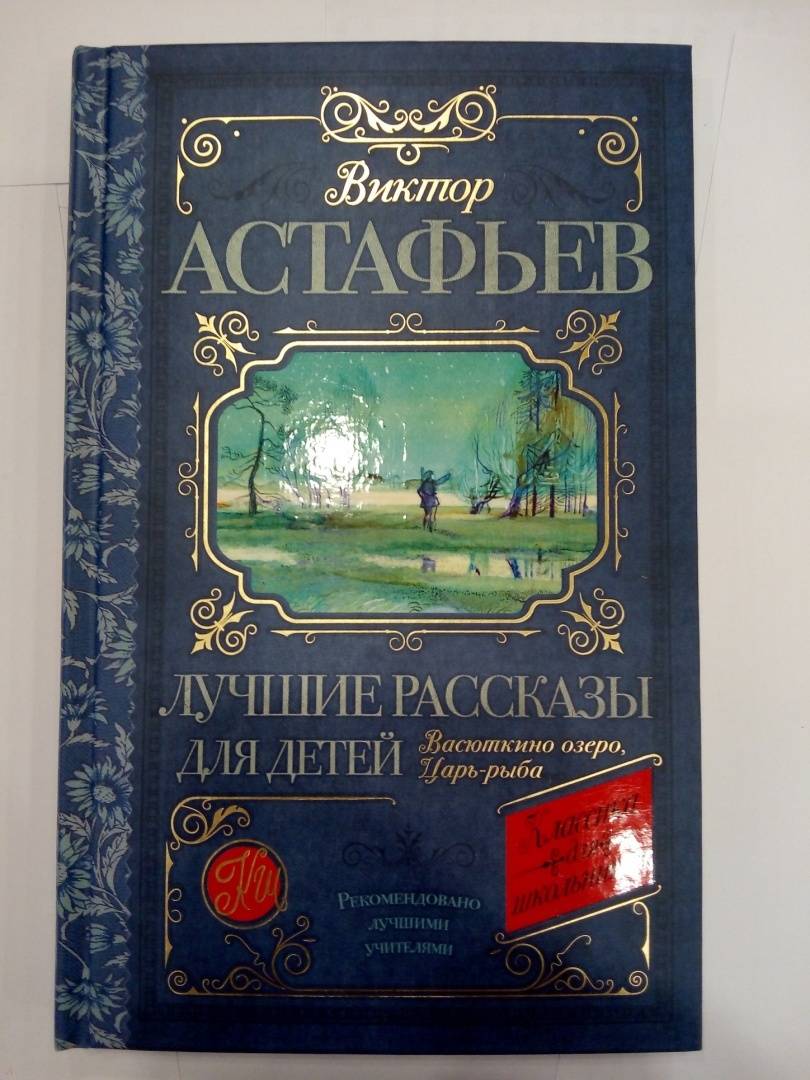 Виктор
АСТАФЬЕВ
ЛУЧШИЕ РАССКАЗЫ
ДЛЯ ДЕТЕЙ
Васюткино озеро,
Царь-рыба
КШ
Рекомендовано
лучшими
учителями
Классика
для
школьников